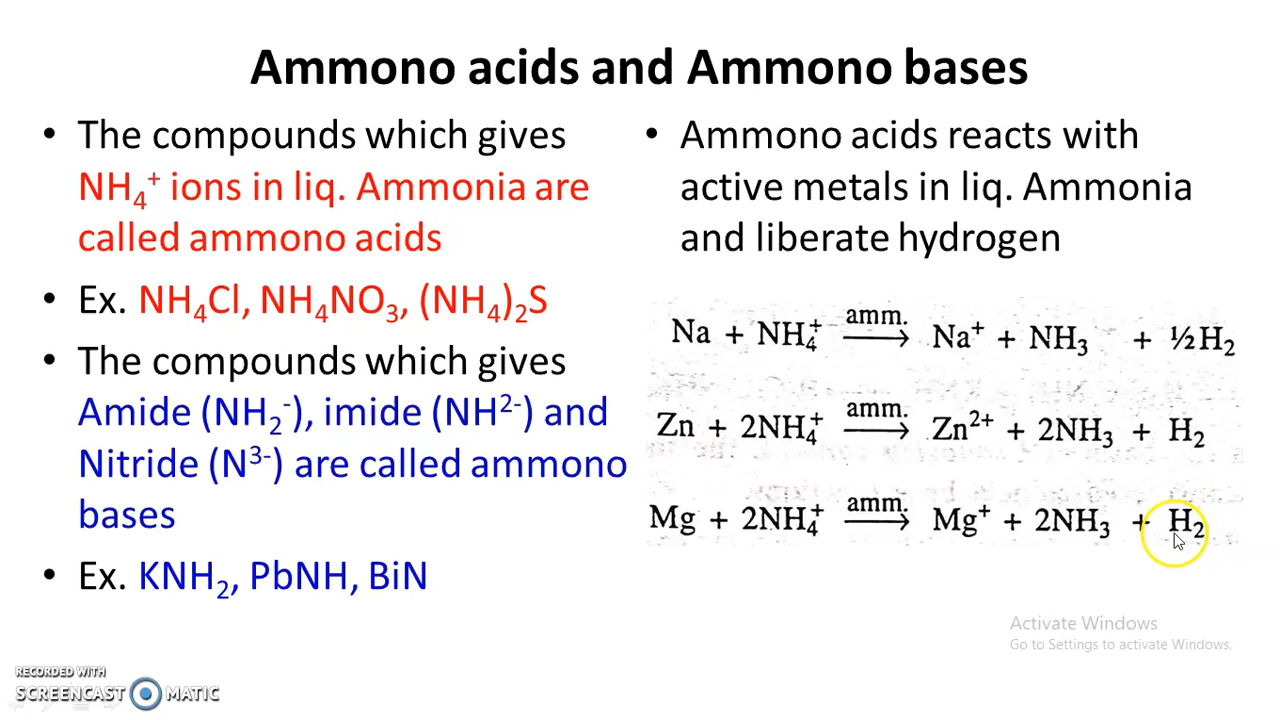 Ammono acids and Ammono bases
• The compounds which gives
NH₄⁺ ions in liq. Ammonia are
called ammono acids
• Ex. NH₄Cl, NH₄NO₃, (NH₄)₂S
• The compounds which gives
Amide (NH₂⁻), imide (NH²⁻) and
Nitride (N³⁻) are called ammono
bases
• Ex. KNH₂, PbNH, BiN
• Ammono acids reacts with
active metals in liq. Ammonia
and liberate hydrogen
amm.
Na + NH₄⁺ ⟶ Na⁺ + NH₃ + ½H₂
amm.
Zn + 2NH₄⁺ ⟶ Zn²⁺ + 2NH₃ + H₂
amm.
Mg + 2NH₄⁺ ⟶ Mg⁺ + 2NH₃ + H₂
Activate Windows
Go to Settings to activate Windows.
RECORDED WITH
SCREENCAST MATIC